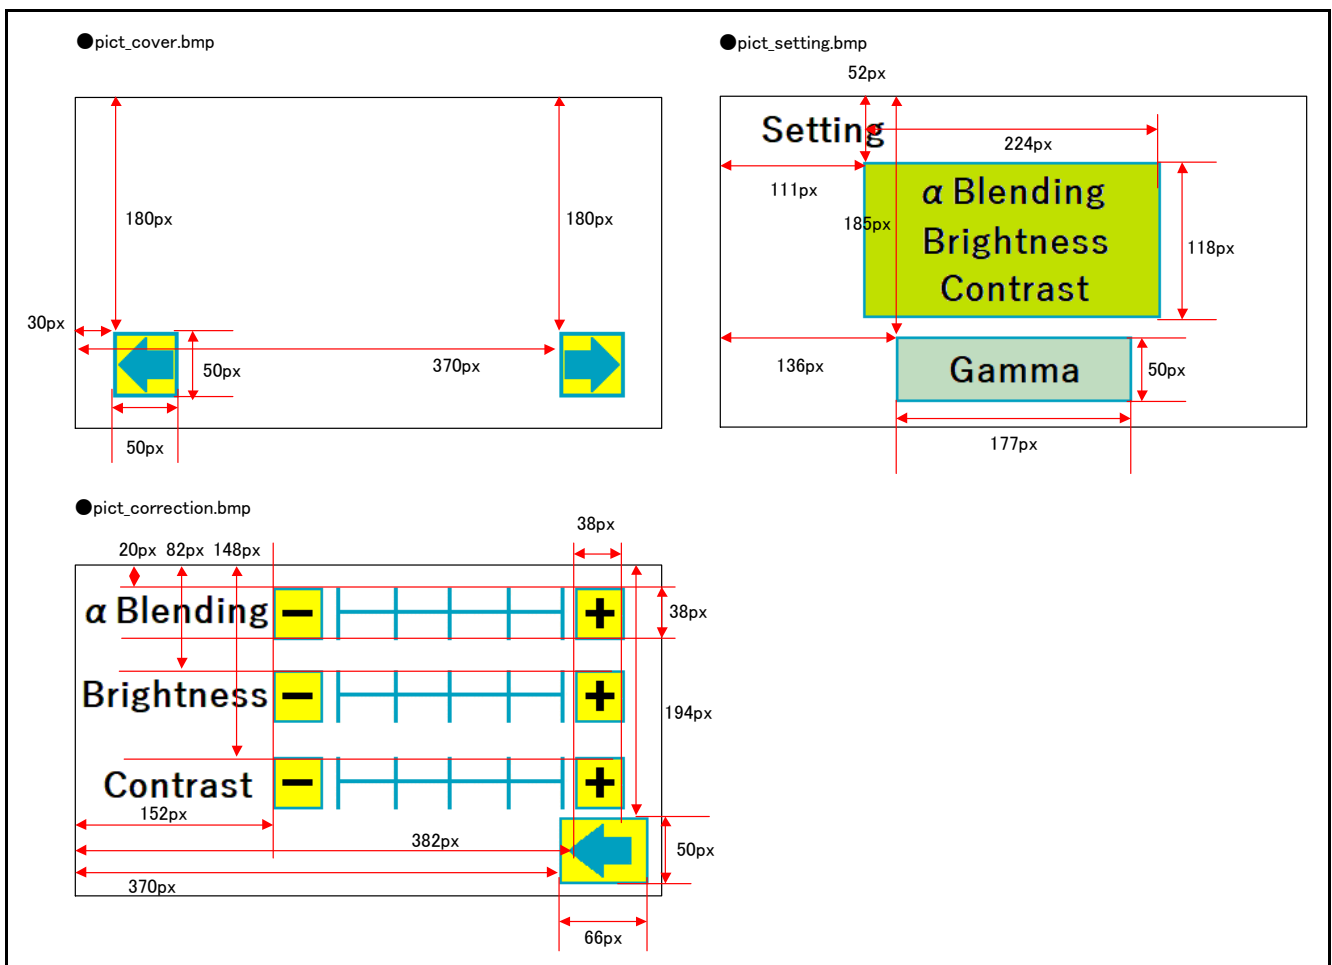 ●pict_cover.bmp
180px
180px
30px
50px
370px
50px
●pict_setting.bmp
52px
Setting
224px
111px
α Blending
185px
Brightness
118px
Contrast
136px
Gamma
50px
177px
●pict_correction.bmp
38px
20px 82px 148px
α Blending
−
+
38px
Brightness
−
+
194px
Contrast
−
+
152px
382px
50px
370px
66px